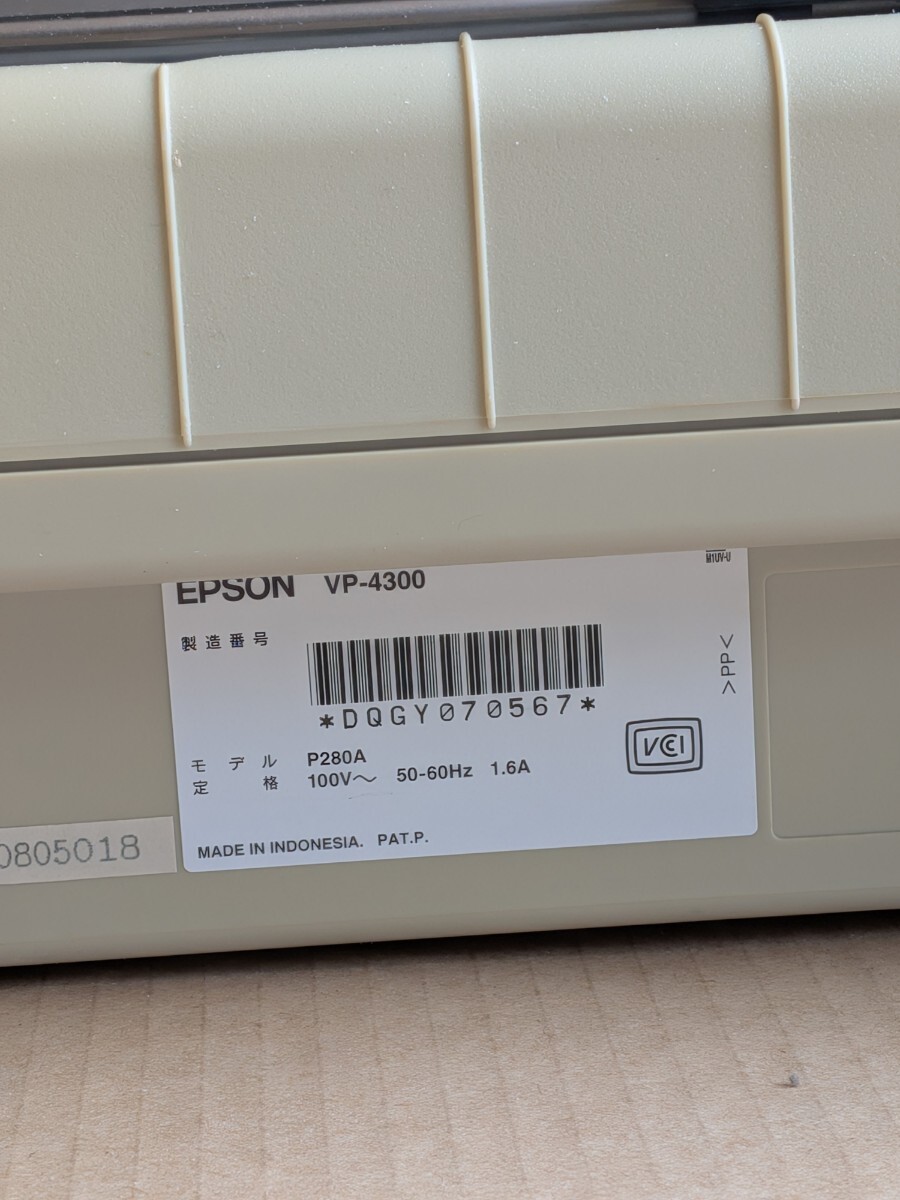 EPSON VP-4300
M1UV-U
製造番号
*DQGY070567*
>PP<
モデル P280A
定格 100V～ 50-60Hz 1.6A
VCCI
MADE IN INDONESIA. PAT.P.
0805018